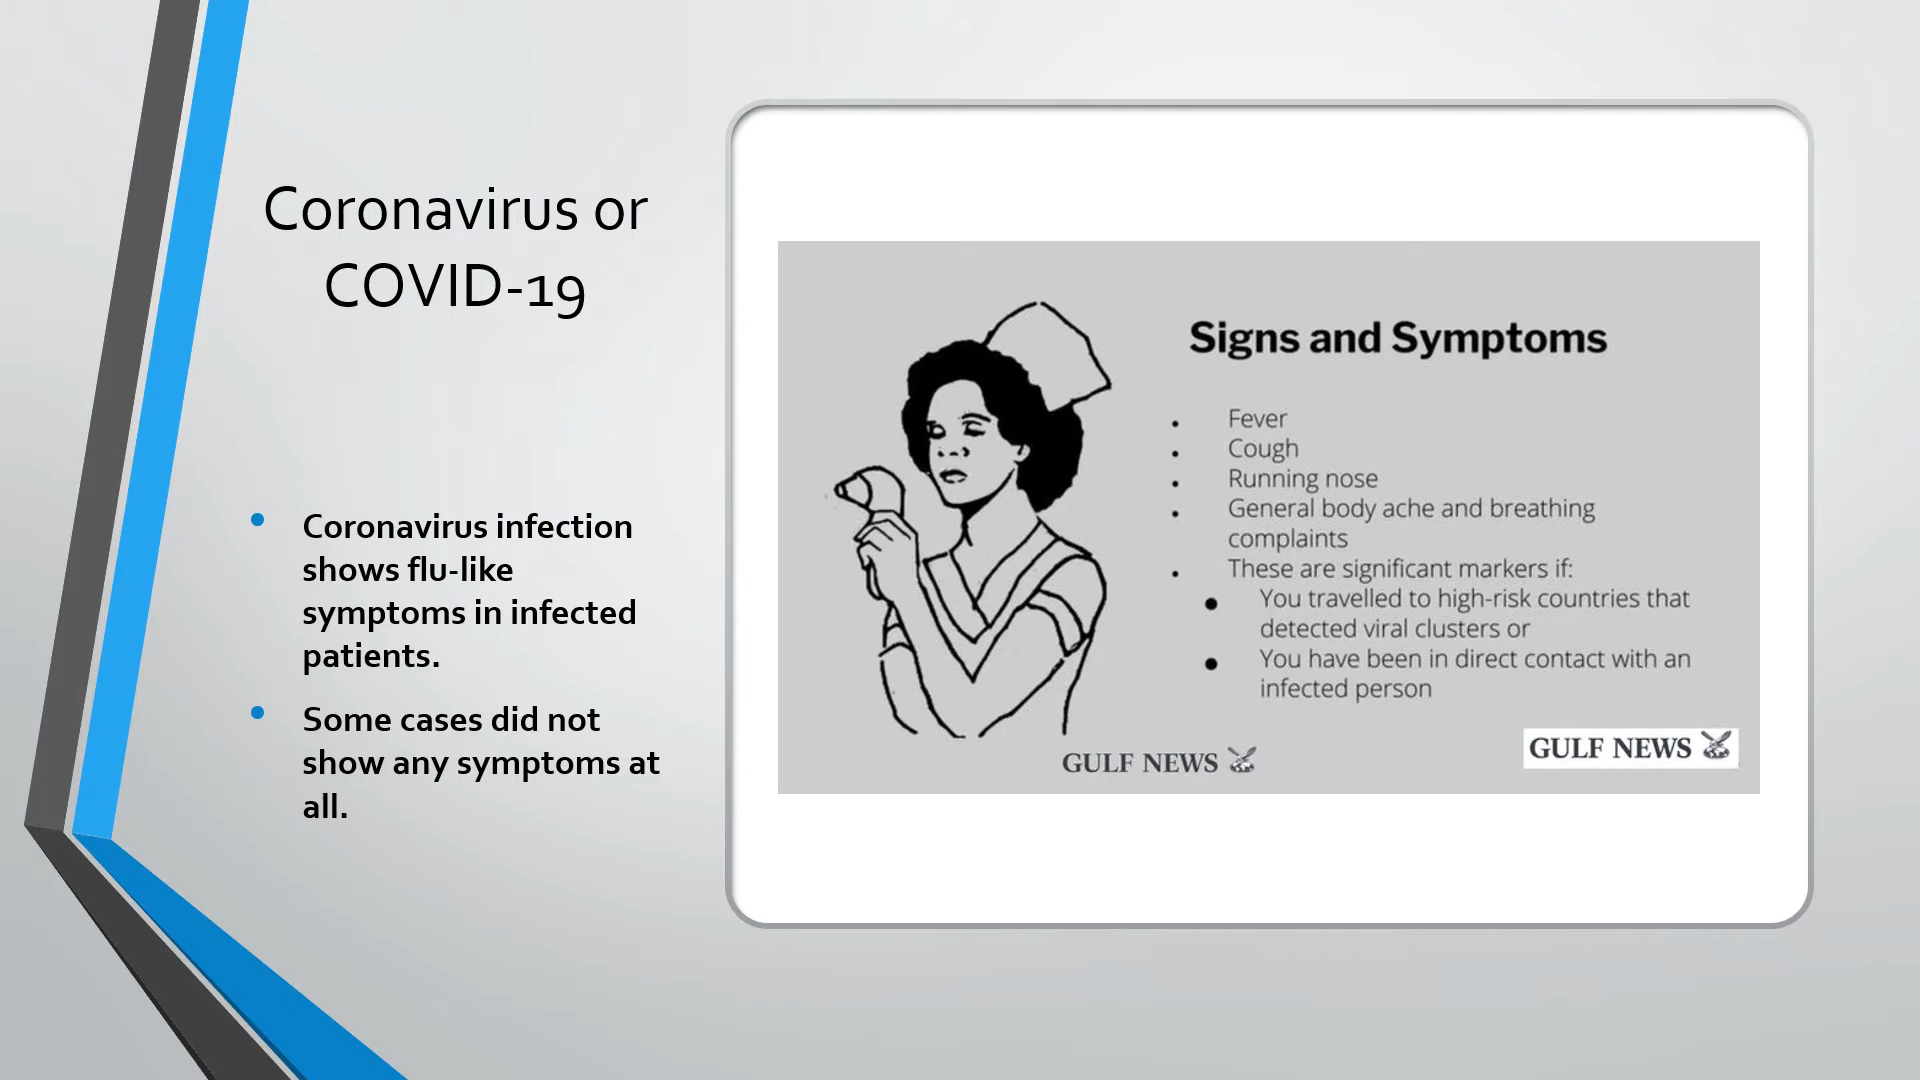 Coronavirus or
COVID-19
• Coronavirus infection
shows flu-like
symptoms in infected
patients.
• Some cases did not
show any symptoms at
all.
Signs and Symptoms
• Fever
• Cough
• Running nose
• General body ache and breathing
complaints
• These are significant markers if:
• You travelled to high-risk countries that
detected viral clusters or
• You have been in direct contact with an
infected person
GULF NEWS
GULF NEWS